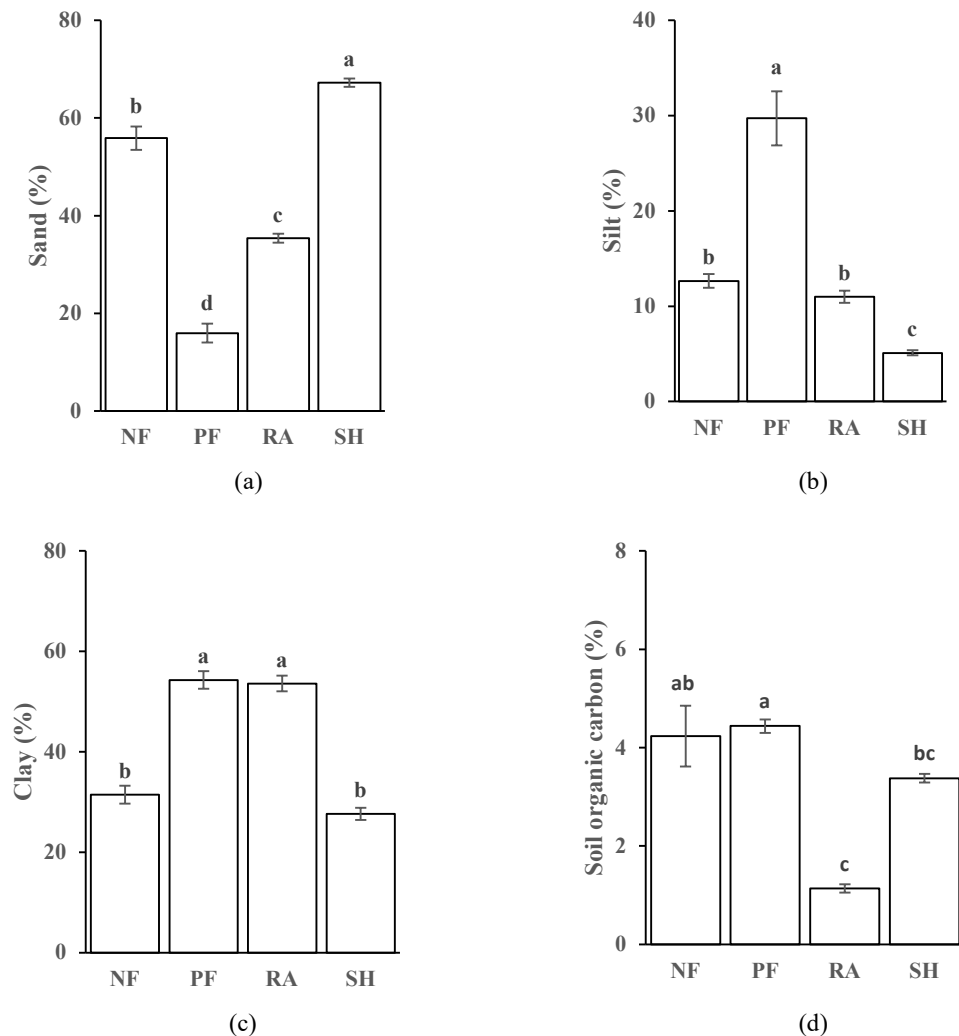 80
60
40
20
0
Sand (%)
b
d
c
a
NF PF RA SH
(a)
40
30
20
10
0
Silt (%)
b
a
b
c
NF PF RA SH
(b)
80
60
40
20
0
Clay (%)
b
a
a
b
NF PF RA SH
(c)
8
6
4
2
0
Soil organic carbon (%)
ab
a
c
bc
NF PF RA SH
(d)